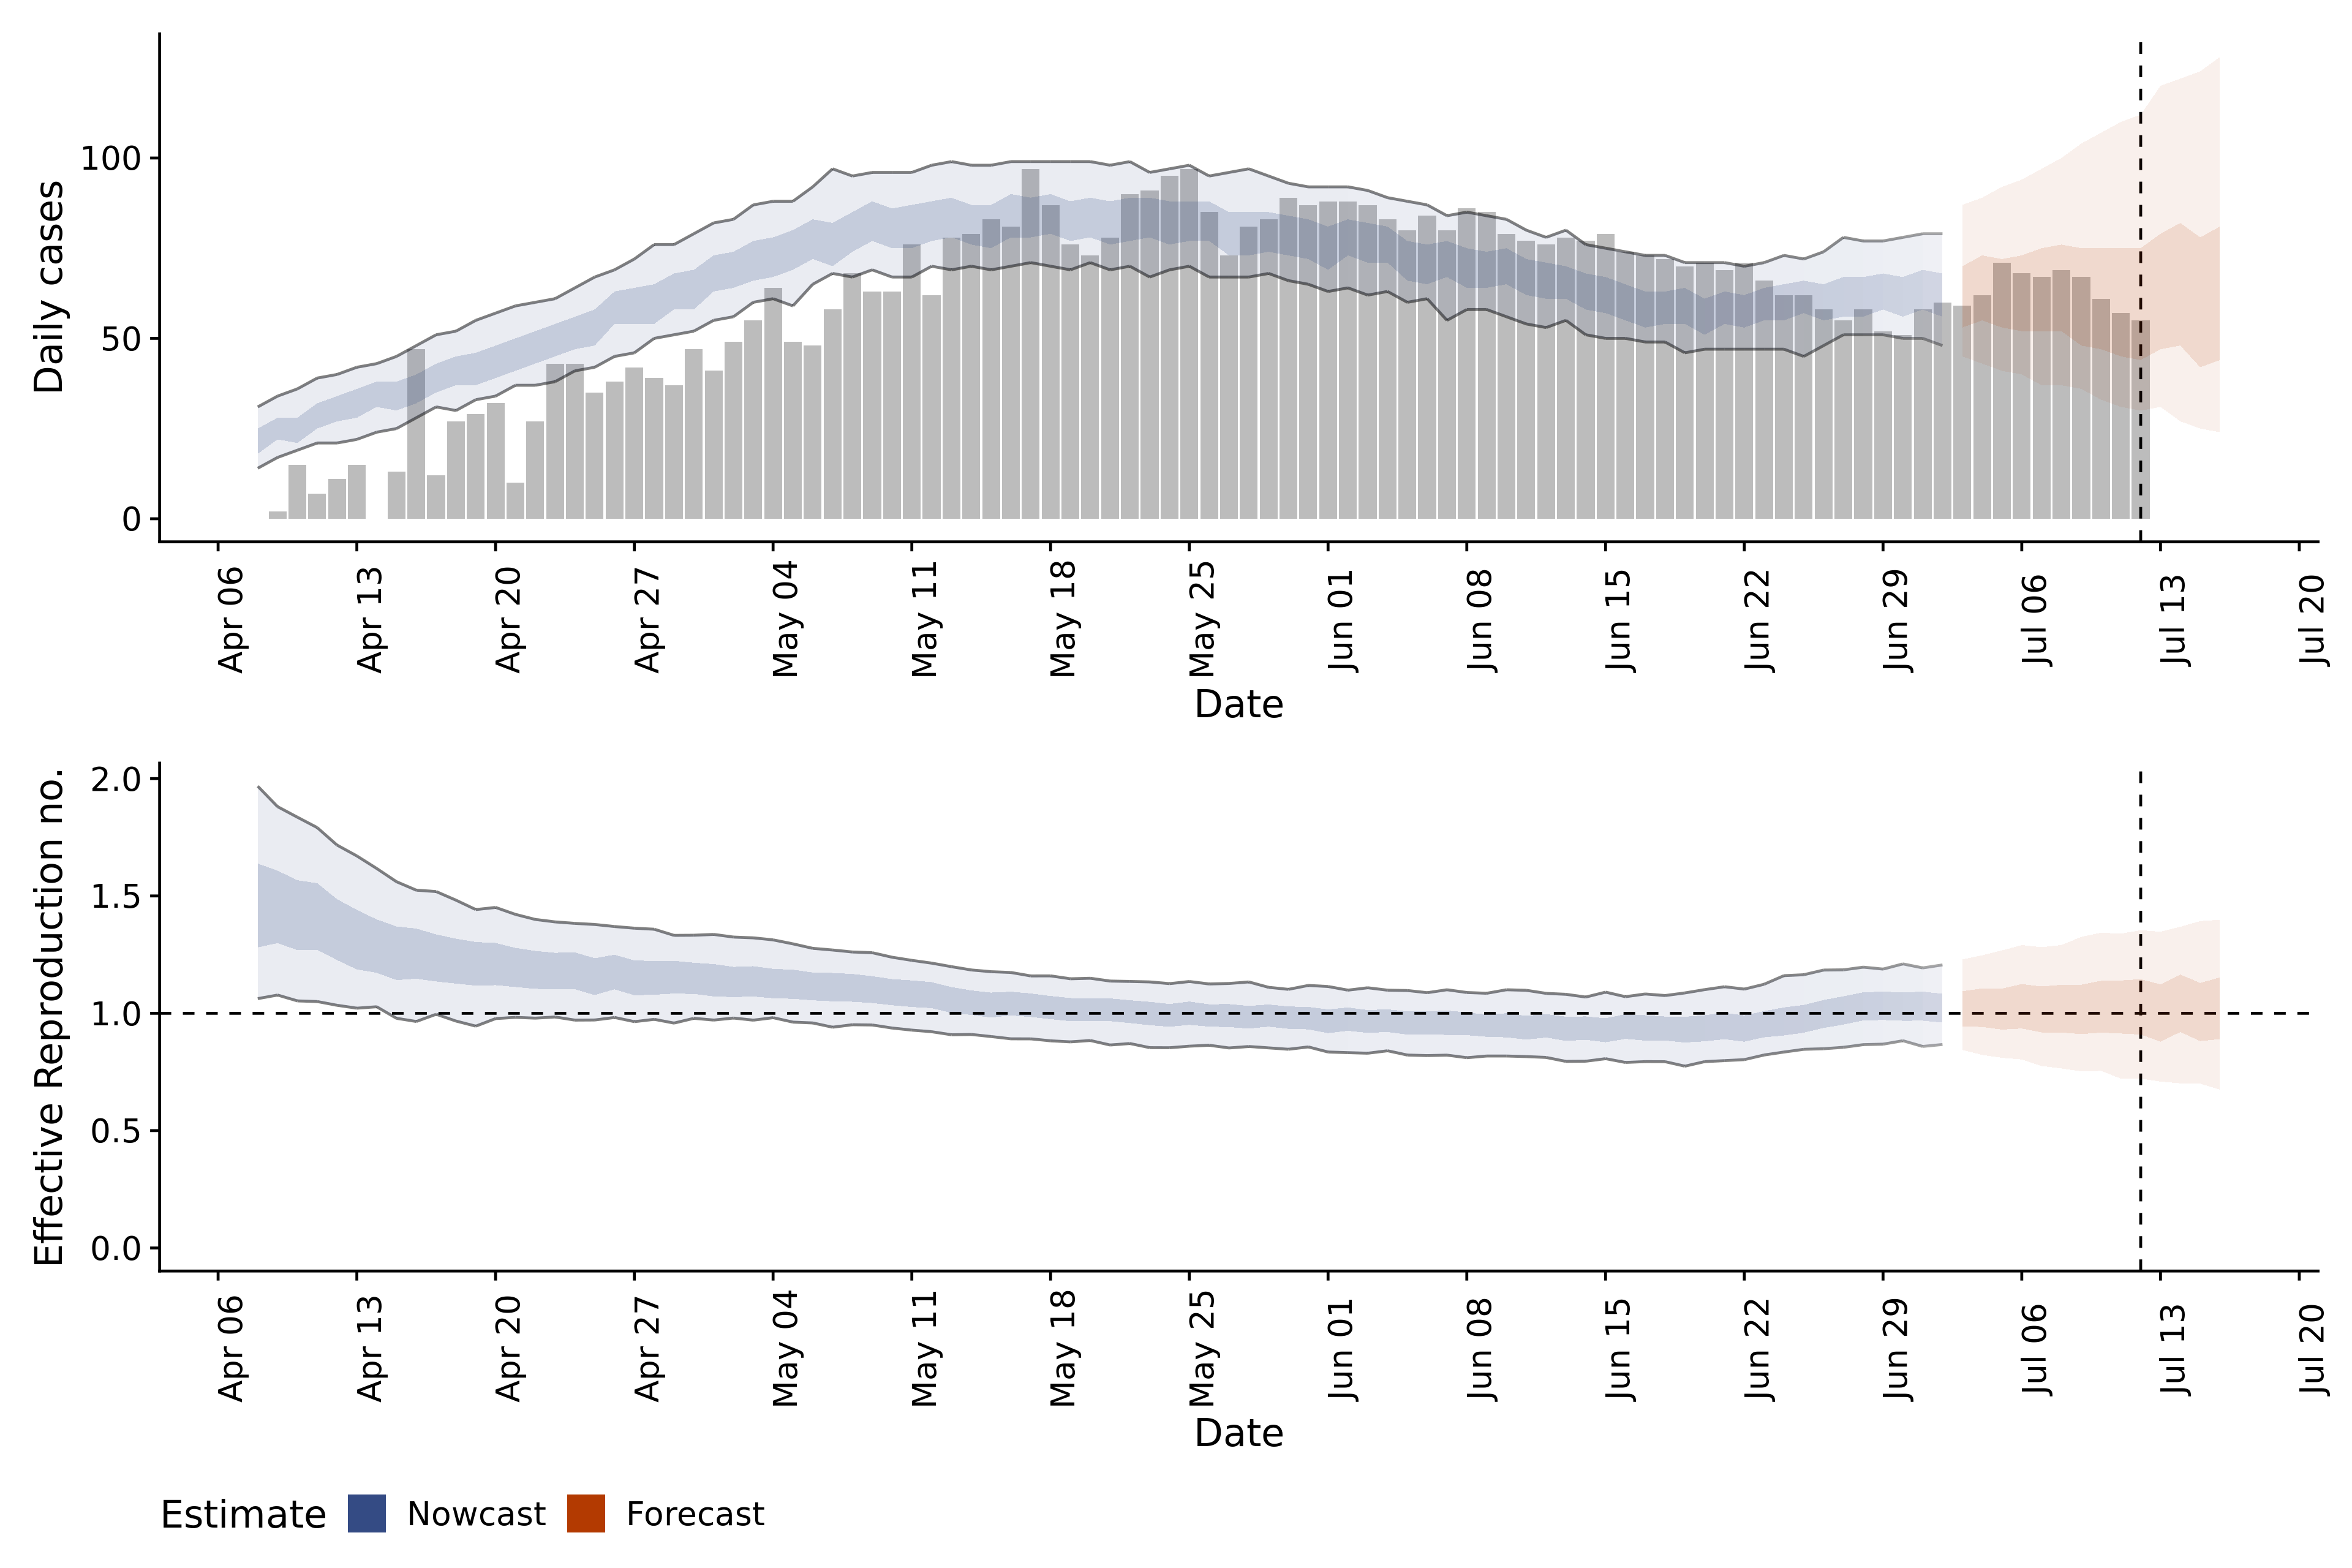 Daily cases
100
50
0
Apr 06
Apr 13
Apr 20
Apr 27
May 04
May 11
May 18
May 25
Jun 01
Jun 08
Jun 15
Jun 22
Jun 29
Jul 06
Jul 13
Jul 20
Date
Effective Reproduction no.
2.0
1.5
1.0
0.5
0.0
Apr 06
Apr 13
Apr 20
Apr 27
May 04
May 11
May 18
May 25
Jun 01
Jun 08
Jun 15
Jun 22
Jun 29
Jul 06
Jul 13
Jul 20
Date
Estimate Nowcast Forecast